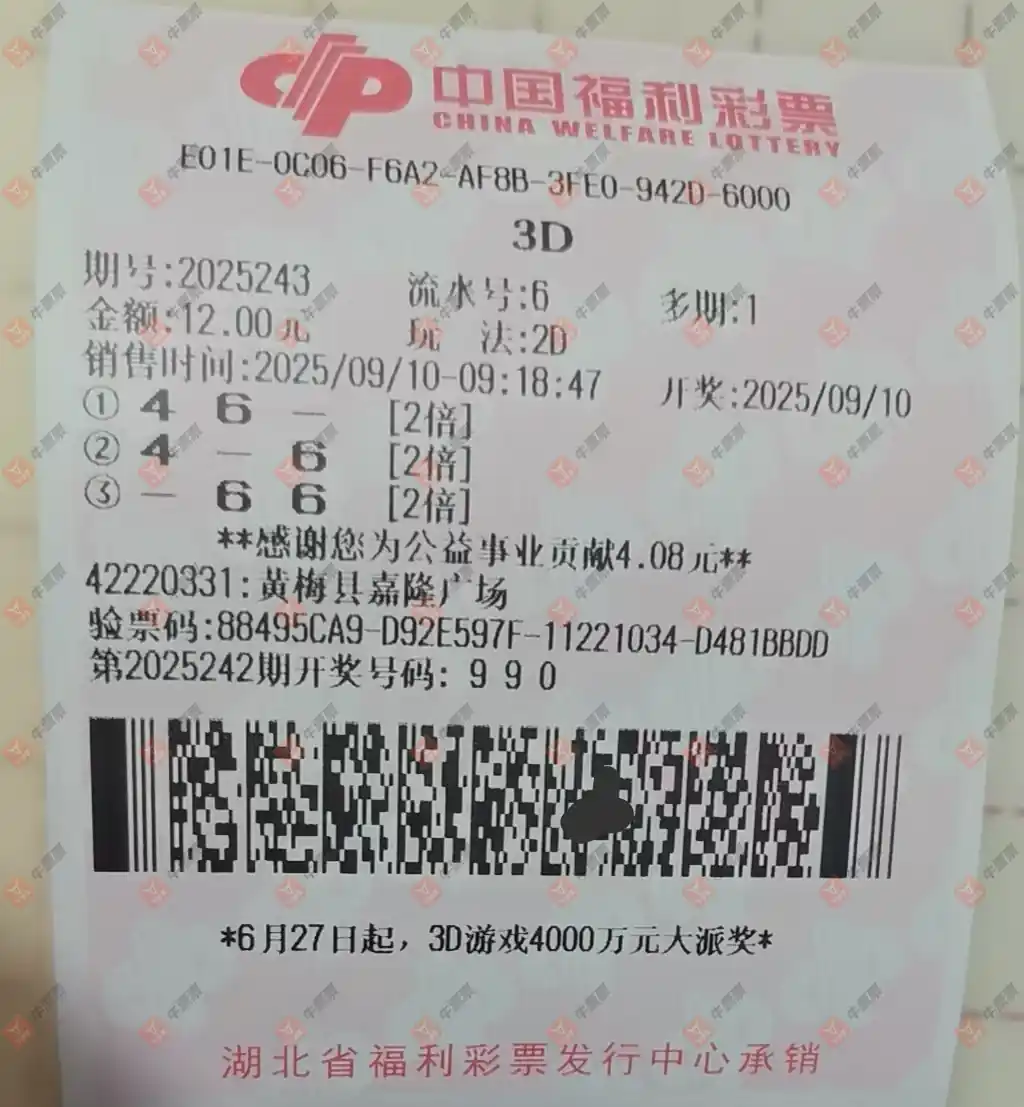 中国福利彩票
CHINA WELFARE LOTTERY
E01E-0C06-F6A2-AF8B-3FE0-942D-6000
3D
期号:2025243 流水号:6 多期:1
金额:12.00元 玩 法:2D
销售时间:2025/09/10-09:18:47 开奖:2025/09/10
① 4 6 — [2倍]
② 4 — 6 [2倍]
③ — 6 6 [2倍]
**感谢您为公益事业贡献4.08元**
42220331:黄梅县嘉隆广场
验票码:88495CA9-D92E597F-11221034-D481BBDD
第2025242期开奖号码: 9 9 0
*6月27日起，3D游戏4000万元大派奖*
湖北省福利彩票发行中心承销